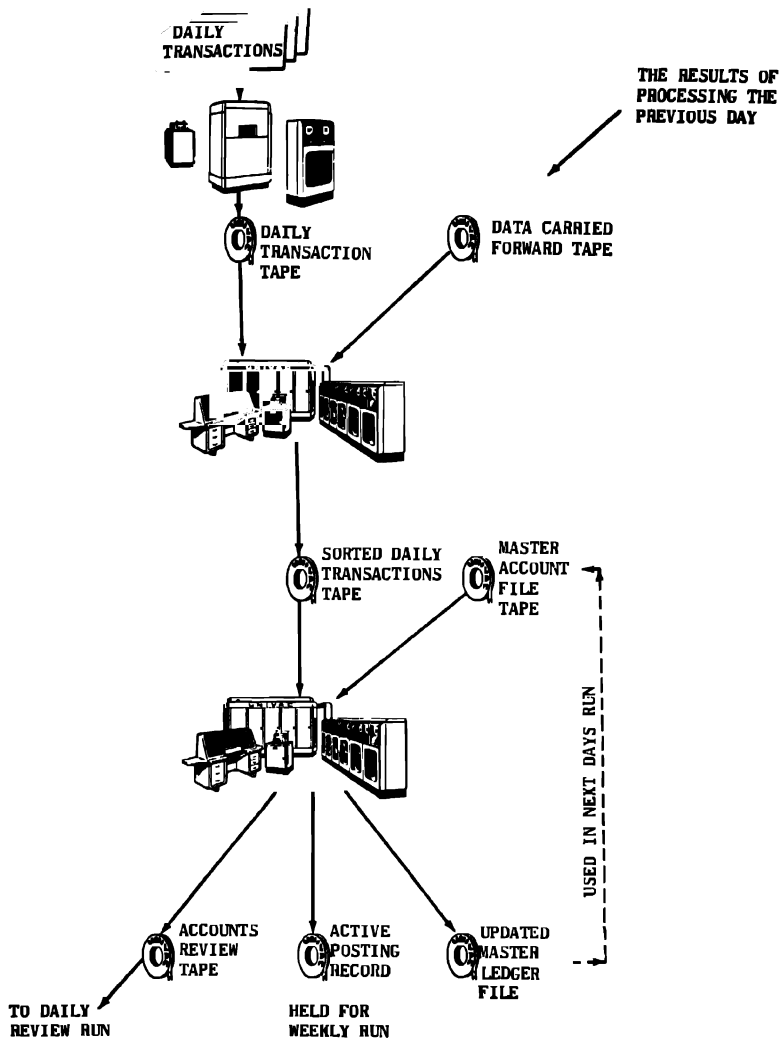 DAILY
TRANSACTIONS
THE RESULTS OF
PROCESSING THE
PREVIOUS DAY
DAILY
TRANSACTION
TAPE
DATA CARRIED
FORWARD TAPE
UNIVAC
SORTED DAILY
TRANSACTIONS
TAPE
MASTER
ACCOUNT
FILE
TAPE
USED IN NEXT DAYS RUN
UNIVAC
ACCOUNTS
REVIEW
TAPE
ACTIVE
POSTING
RECORD
UPDATED
MASTER
LEDGER
FILE
TO DAILY
REVIEW RUN
HELD FOR
WEEKLY RUN